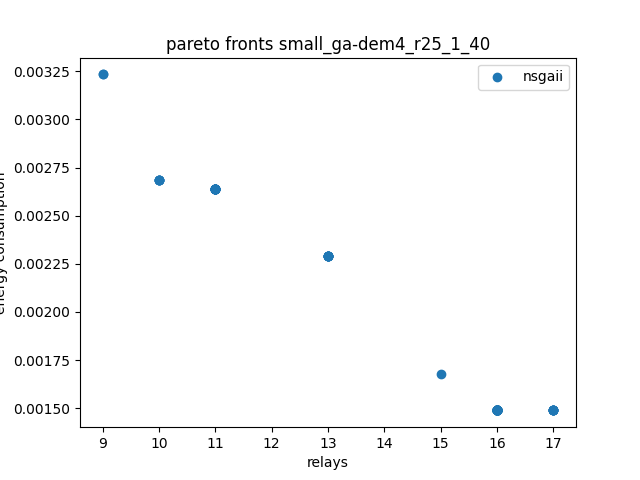 pareto fronts small_ga-dem4_r25_1_40
nsgaii
0.00325
0.00300
0.00275
0.00250
0.00225
0.00200
0.00175
0.00150
energy consumption
9 10 11 12 13 14 15 16 17
relays